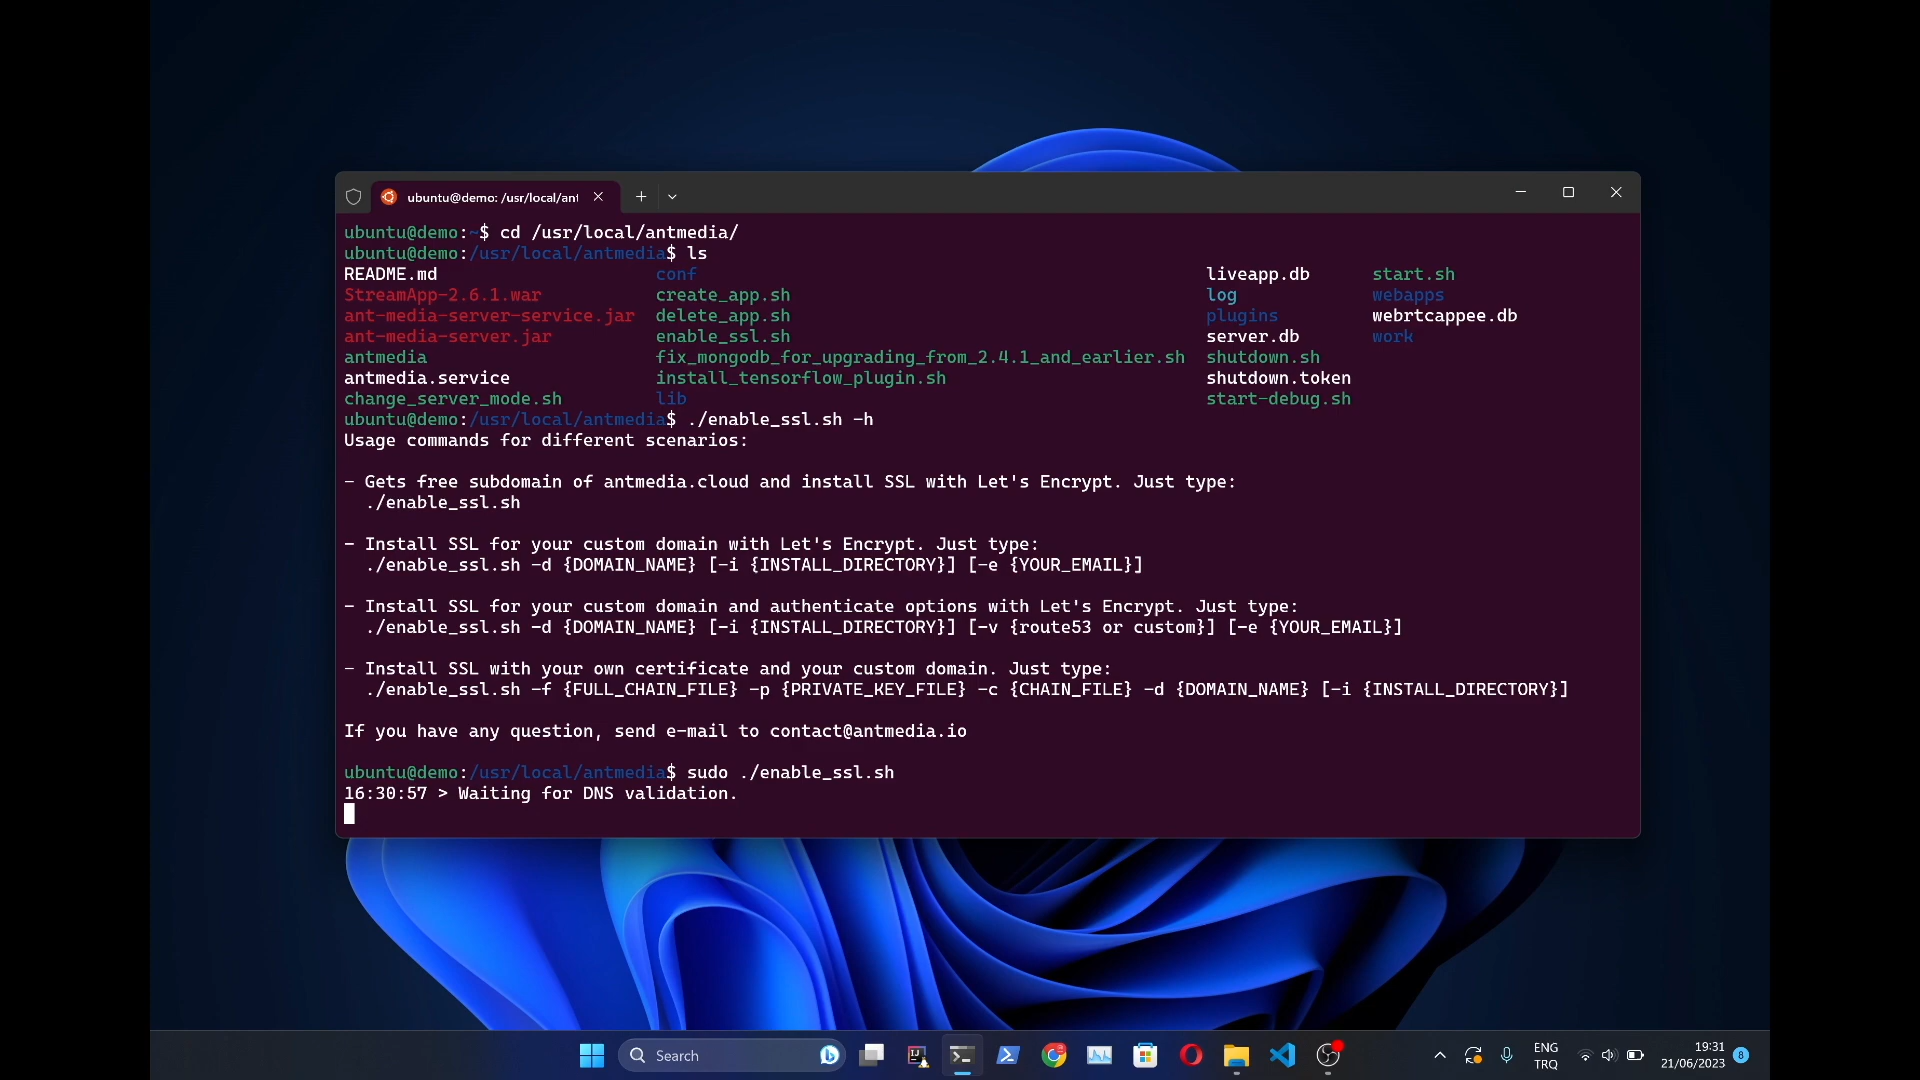 ubuntu@demo: /usr/local/ant
ubuntu@demo:~$ cd /usr/local/antmedia/
ubuntu@demo:/usr/local/antmedia$ ls
README.md conf liveapp.db start.sh
StreamApp-2.6.1.war create_app.sh log webapps
ant-media-server-service.jar delete_app.sh plugins webrtcappee.db
ant-media-server.jar enable_ssl.sh server.db work
antmedia fix_mongodb_for_upgrading_from_2.4.1_and_earlier.sh shutdown.sh
antmedia.service install_tensorflow_plugin.sh shutdown.token
change_server_mode.sh lib start-debug.sh
ubuntu@demo:/usr/local/antmedia$ ./enable_ssl.sh -h
Usage commands for different scenarios:
- Gets free subdomain of antmedia.cloud and install SSL with Let's Encrypt. Just type:
./enable_ssl.sh
- Install SSL for your custom domain with Let's Encrypt. Just type:
./enable_ssl.sh -d {DOMAIN_NAME} [-i {INSTALL_DIRECTORY}] [-e {YOUR_EMAIL}]
- Install SSL for your custom domain and authenticate options with Let's Encrypt. Just type:
./enable_ssl.sh -d {DOMAIN_NAME} [-i {INSTALL_DIRECTORY}] [-v {route53 or custom}] [-e {YOUR_EMAIL}]
- Install SSL with your own certificate and your custom domain. Just type:
./enable_ssl.sh -f {FULL_CHAIN_FILE} -p {PRIVATE_KEY_FILE} -c {CHAIN_FILE} -d {DOMAIN_NAME} [-i {INSTALL_DIRECTORY}]
If you have any question, send e-mail to contact@antmedia.io
ubuntu@demo:/usr/local/antmedia$ sudo ./enable_ssl.sh
16:30:57 > Waiting for DNS validation.
Search
IJ
ENG
TRQ
19:31
21/06/2023
8